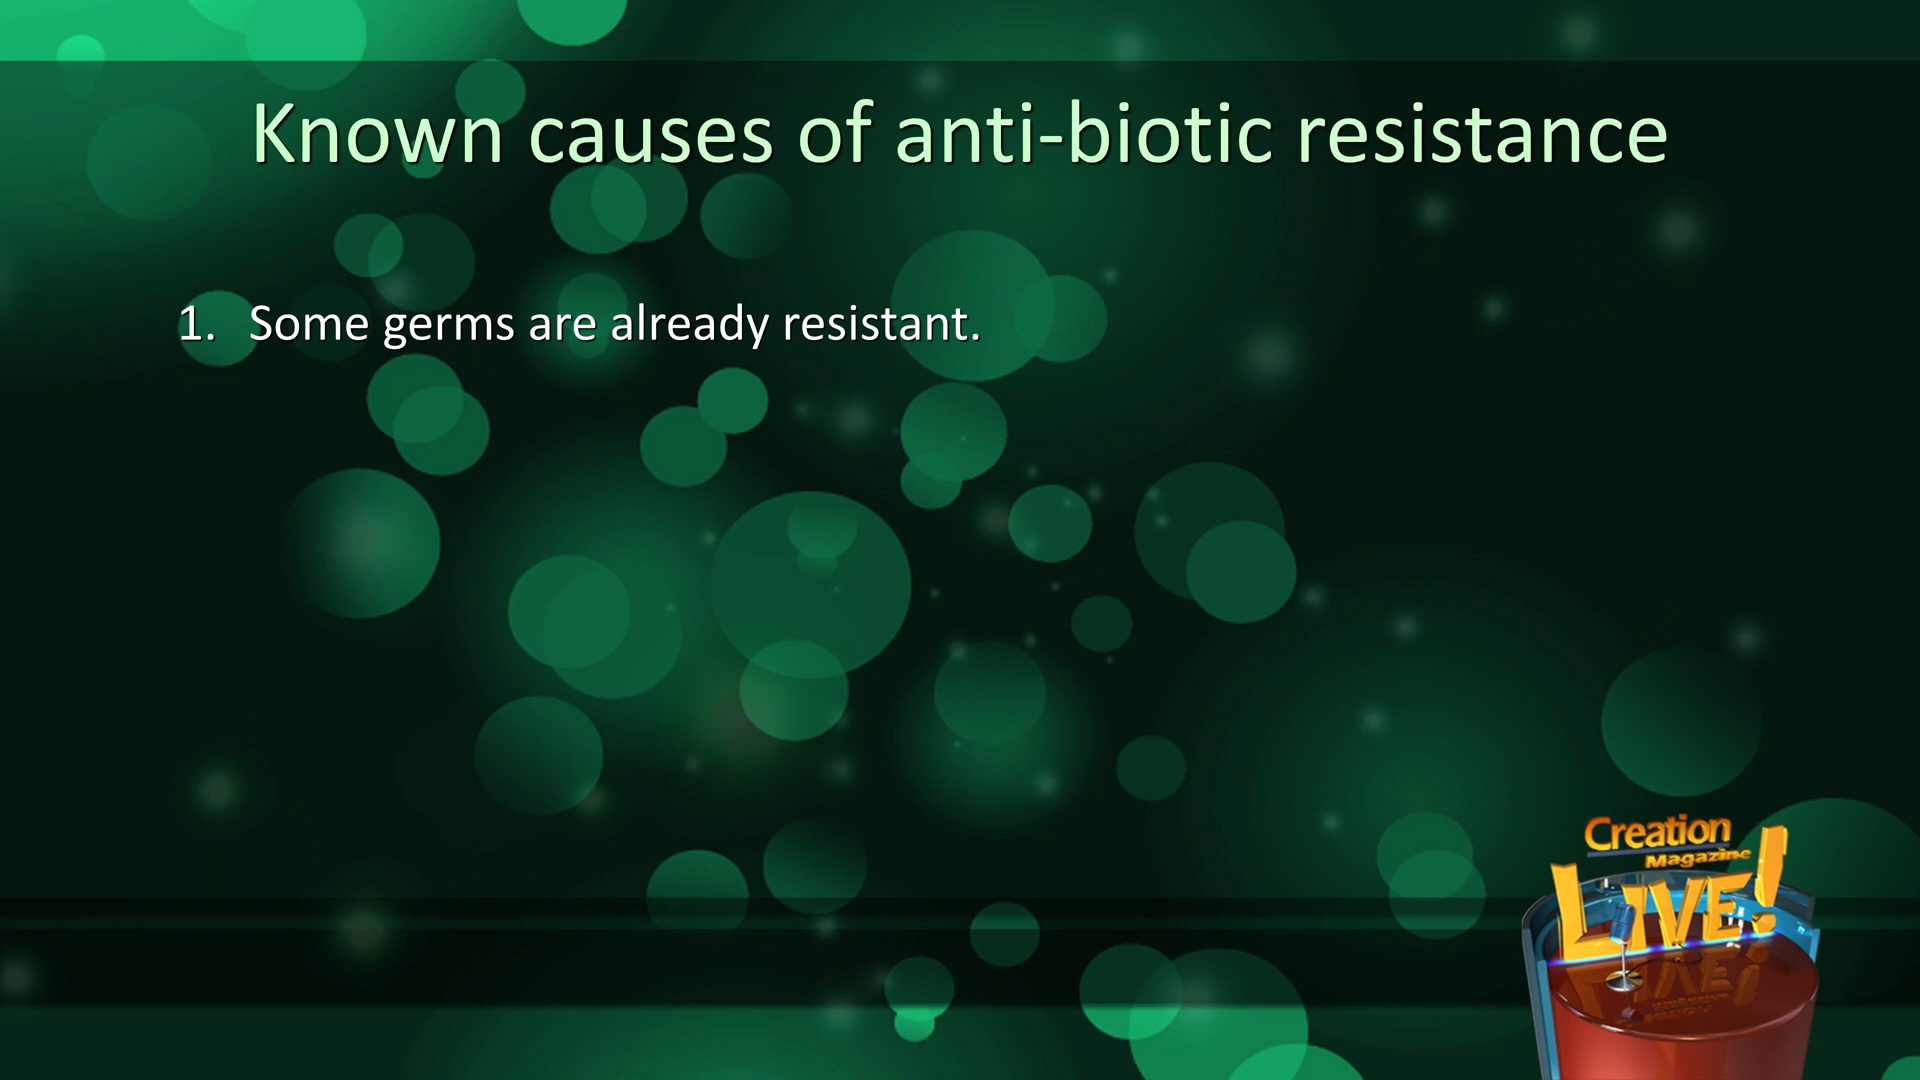 Known causes of anti-biotic resistance
1. Some germs are already resistant.
Creation
Magazine
LIVE!